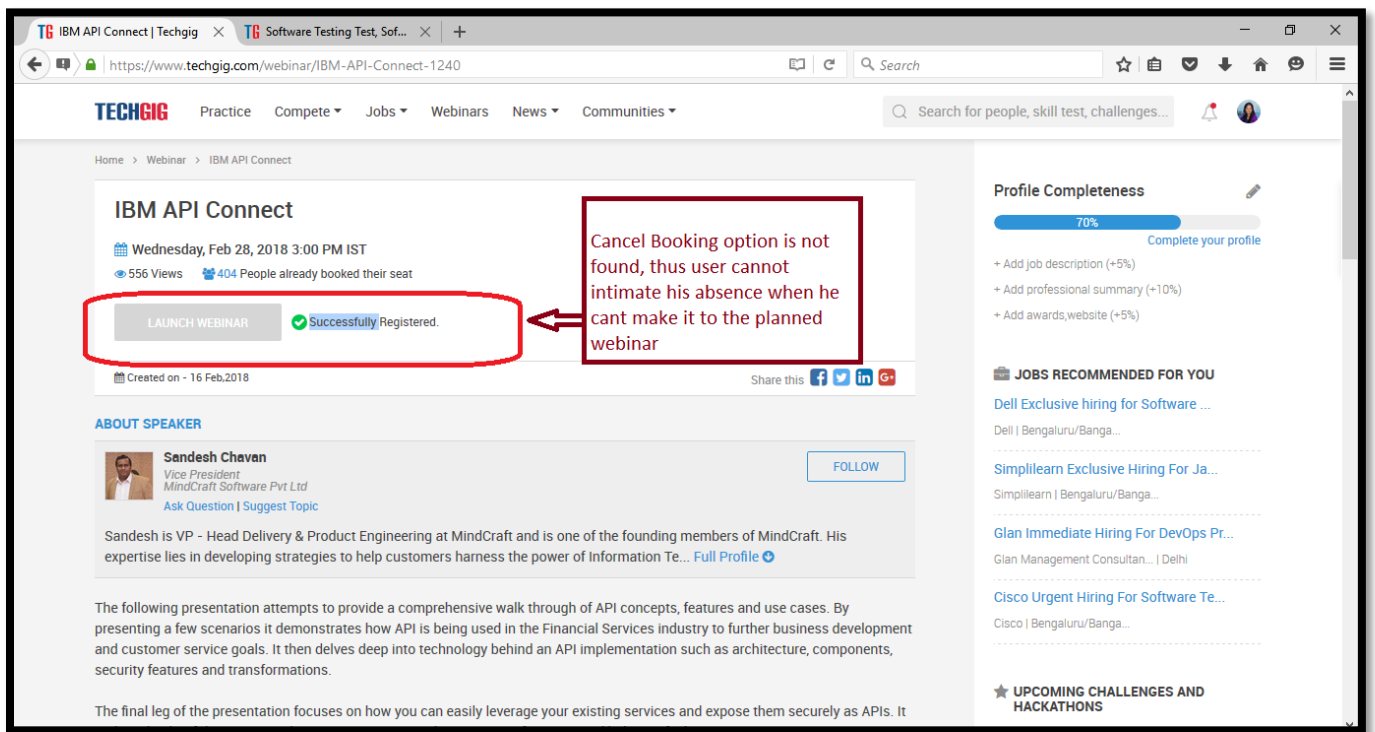 TG IBM API Connect | Techgig
TG Software Testing Test, Sof...
https://www.techgig.com/webinar/IBM-API-Connect-1240
Search
TECHGIG Practice Compete Jobs Webinars News Communities
Search for people, skill test, challenges...
Home > Webinar > IBM API Connect
IBM API Connect
Wednesday, Feb 28, 2018 3:00 PM IST
556 Views 404 People already booked their seat
LAUNCH WEBINAR Successfully Registered.
Cancel Booking option is not
found, thus user cannot
intimate his absence when he
cant make it to the planned
webinar
Created on - 16 Feb,2018
Share this
ABOUT SPEAKER
Sandesh Chavan
Vice President
MindCraft Software Pvt Ltd
Ask Question | Suggest Topic
FOLLOW
Sandesh is VP - Head Delivery & Product Engineering at MindCraft and is one of the founding members of MindCraft. His
expertise lies in developing strategies to help customers harness the power of Information Te... Full Profile
The following presentation attempts to provide a comprehensive walk through of API concepts, features and use cases. By
presenting a few scenarios it demonstrates how API is being used in the Financial Services industry to further business development
and customer service goals. It then delves deep into technology behind an API implementation such as architecture, components,
security features and transformations.
The final leg of the presentation focuses on how you can easily leverage your existing services and expose them securely as APIs. It
Profile Completeness
70%
Complete your profile
+ Add job description (+5%)
+ Add professional summary (+10%)
+ Add awards,website (+5%)
JOBS RECOMMENDED FOR YOU
Dell Exclusive hiring for Software ...
Dell | Bengaluru/Banga...
Simplilearn Exclusive Hiring For Ja...
Simplilearn | Bengaluru/Banga...
Glan Immediate Hiring For DevOps Pr...
Glan Management Consultan... | Delhi
Cisco Urgent Hiring For Software Te...
Cisco | Bengaluru/Banga...
UPCOMING CHALLENGES AND
HACKATHONS